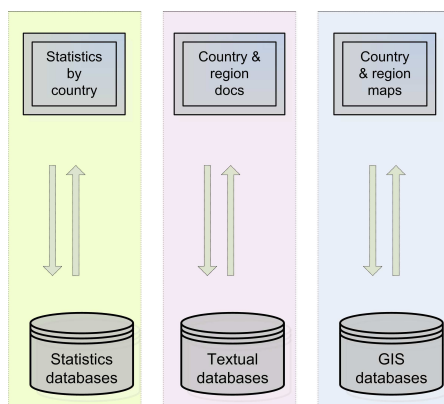 Statistics
by
country
Country &
region
docs
Country
& region
maps
Statistics
databases
Textual
databases
GIS
databases